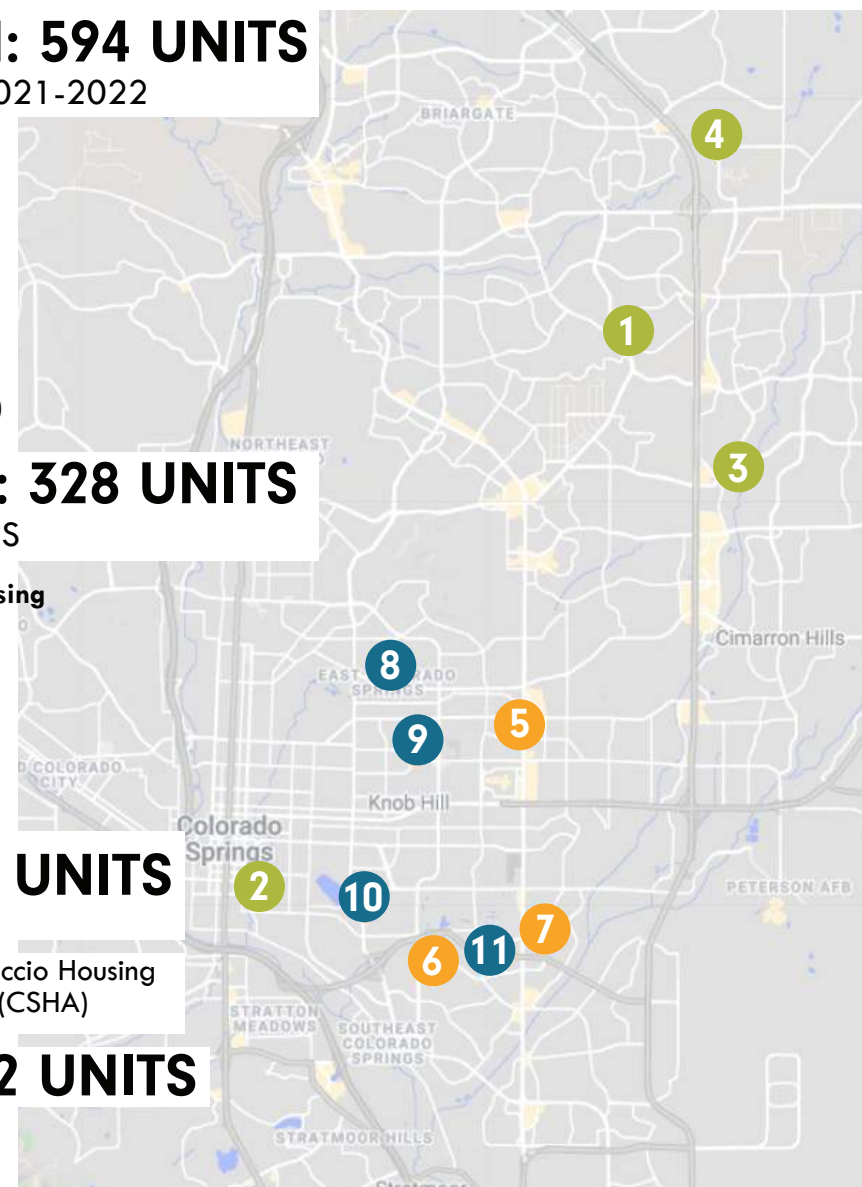 : 594 UNITS
021-2022
BRIARGATE
4
1
NORTHEAST
3
: 328 UNITS
S
sing
Cimarron Hills
8
EAST RADO
SPRINGS
5
9
D COLORADO
CITY
Knob Hill
Colorado
Springs
UNITS
2
10
PETERSON AFB
7
11
6
ccio Housing
(CSHA)
STRATTON
MEADOWS
SOUTHEAST
COLORADO
SPRINGS
2 UNITS
STRATMOOR HILLS